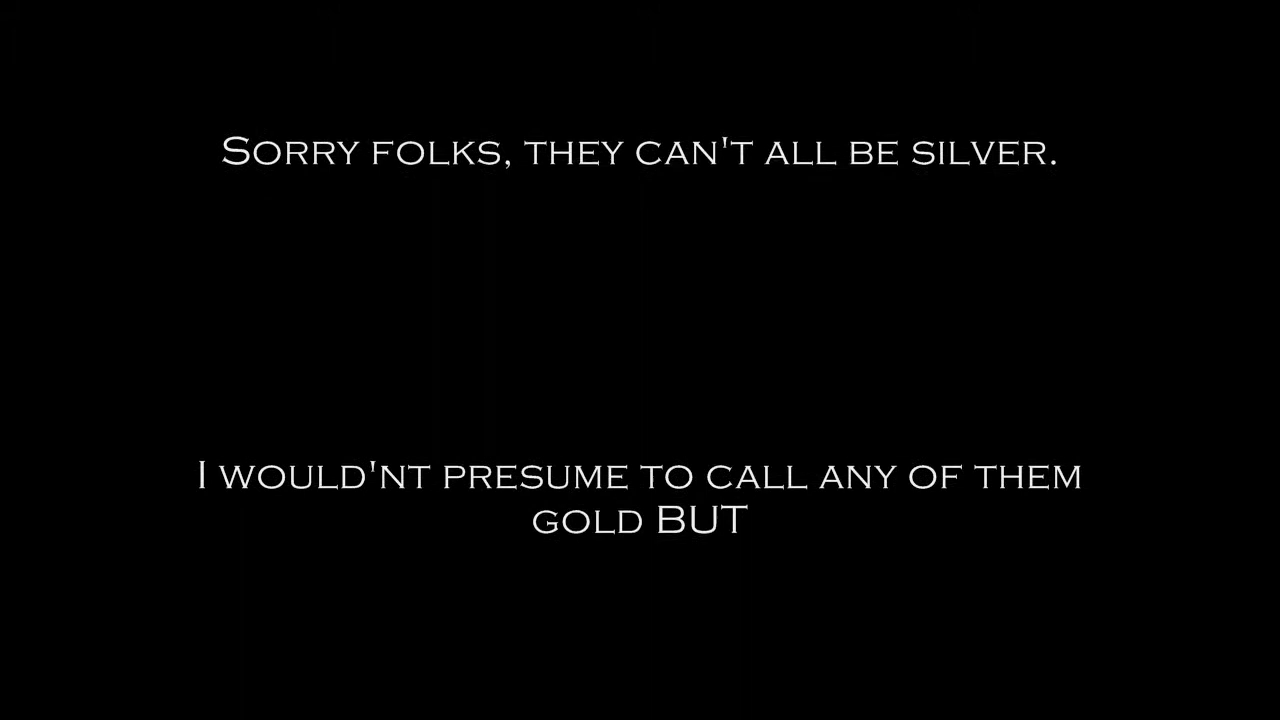 Sorry folks, they can't all be silver.
I would'nt presume to call any of them
gold BUT